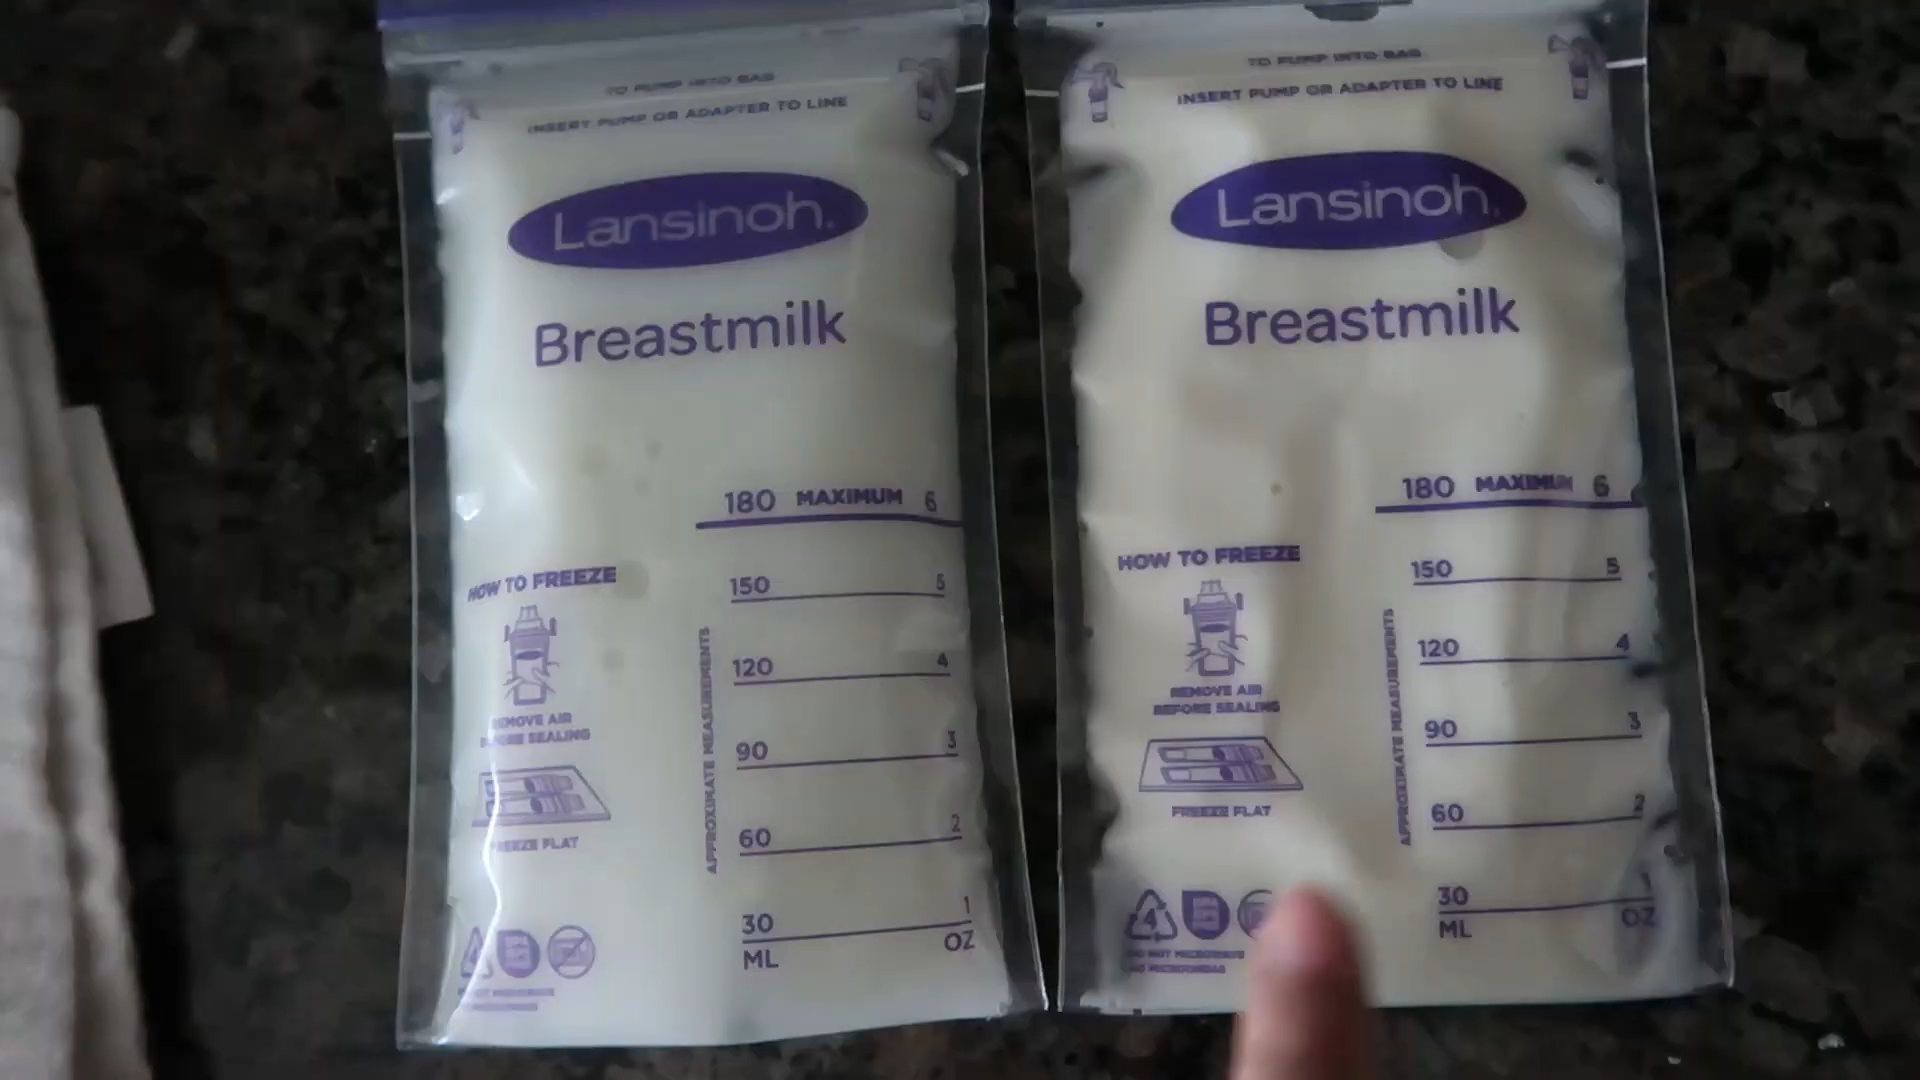 TO PUMP INTO BAG
INSERT PUMP OR ADAPTER TO LINE
Lansinoh.
Breastmilk
180 MAXIMUM 6
150 5
120 4
90 3
60 2
30 1
ML OZ
APPROXIMATE MEASUREMENTS
HOW TO FREEZE
REMOVE AIR
BEFORE SEALING
FREEZE FLAT
TO PUMP INTO BAG
INSERT PUMP OR ADAPTER TO LINE
Lansinoh.
Breastmilk
180 MAXIMUM 6
150 5
120 4
90 3
60 2
30 1
ML OZ
APPROXIMATE MEASUREMENTS
HOW TO FREEZE
REMOVE AIR
BEFORE SEALING
FREEZE FLAT
4
DO NOT MICROWAVE